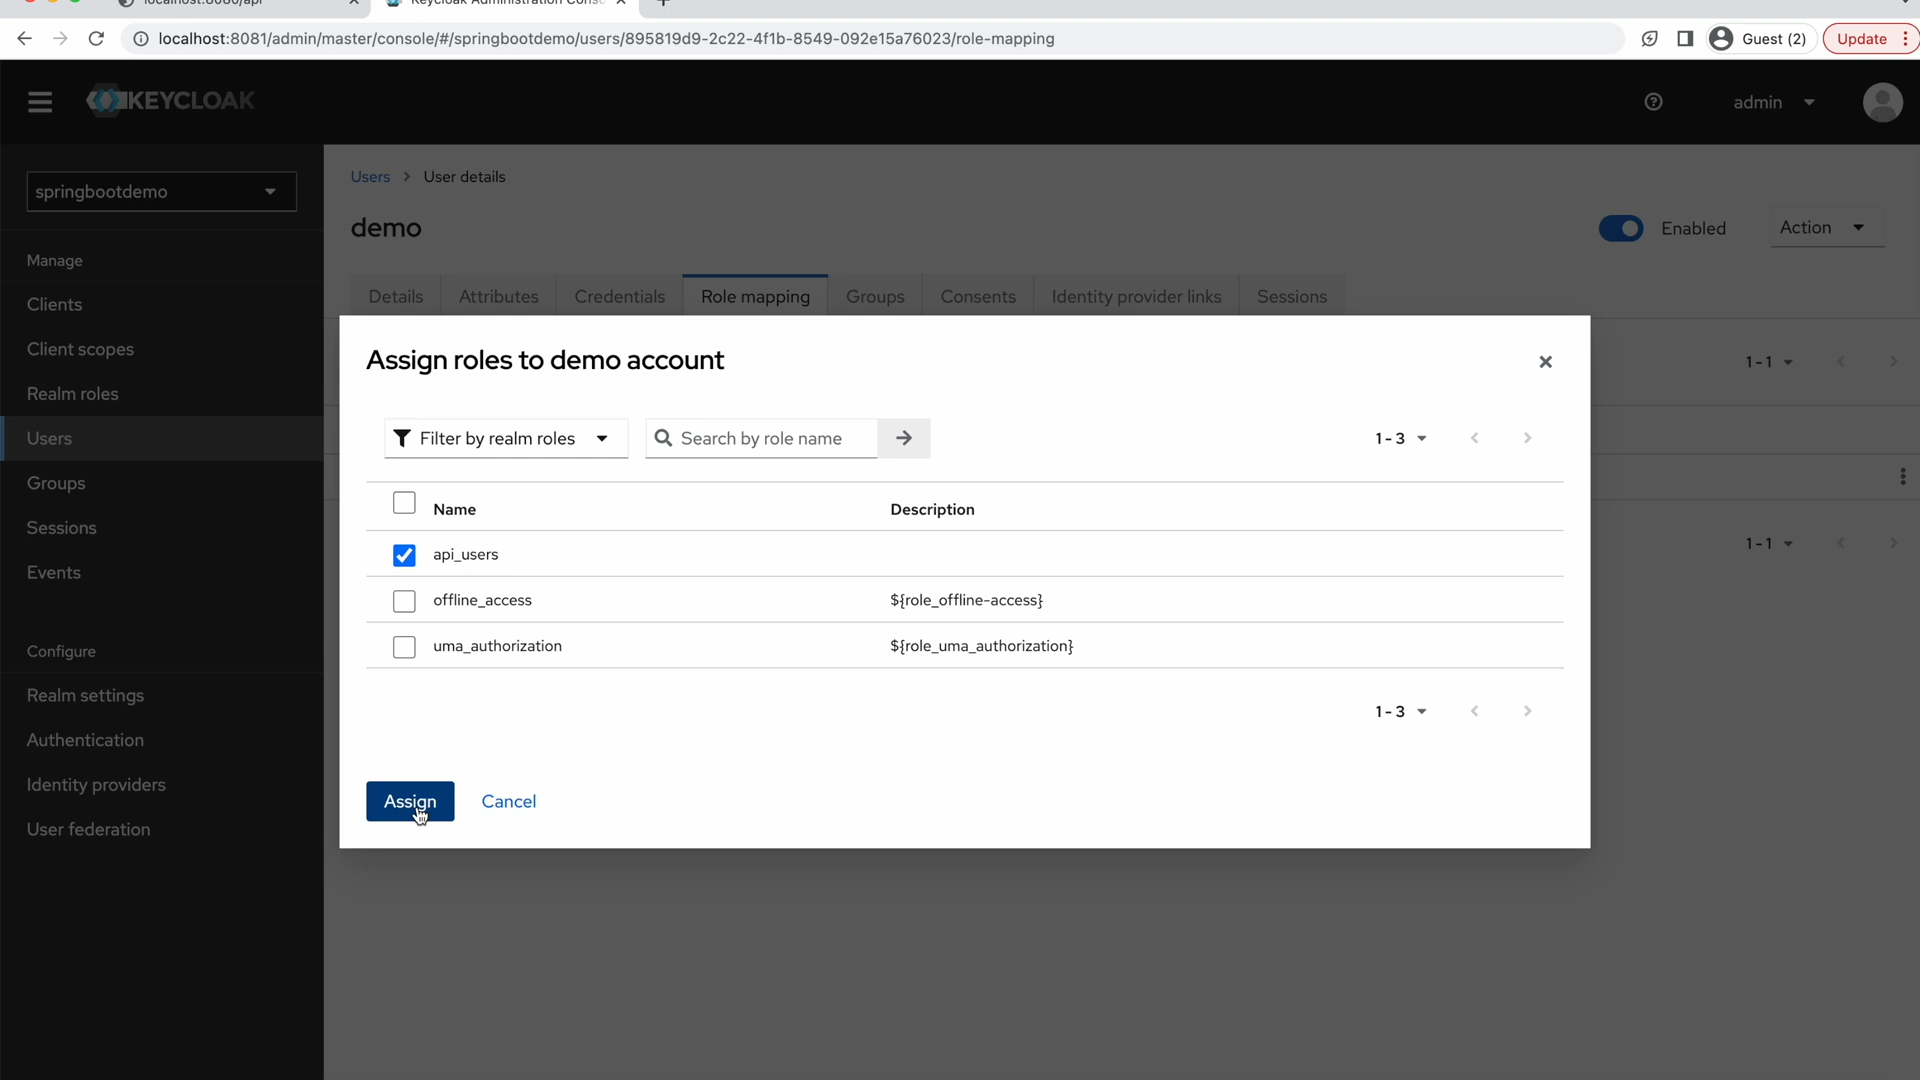 localhost:8080/api
Keycloak Administration Conso
localhost:8081/admin/master/console/#/springbootdemo/users/895819d9-2c22-4f1b-8549-092e15a76023/role-mapping
Guest (2)
Update
KEYCLOAK
admin
springbootdemo
Manage
Clients
Client scopes
Realm roles
Users
Groups
Sessions
Events
Configure
Realm settings
Authentication
Identity providers
User federation
Users > User details
demo
Enabled
Action
Details Attributes Credentials Role mapping Groups Consents Identity provider links Sessions
1 - 1
1 - 1
Assign roles to demo account
Filter by realm roles
Search by role name
1 - 3
Name Description
api_users
offline_access ${role_offline-access}
uma_authorization ${role_uma_authorization}
1 - 3
Assign Cancel